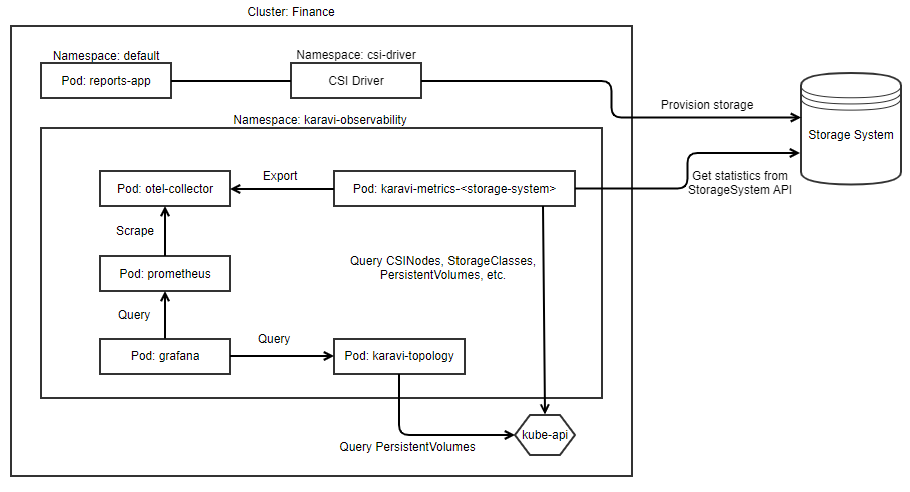 Cluster: Finance
Namespace: default
Namespace: csi-driver
Pod: reports-app
CSI Driver
Provision storage
Storage System
Namespace: karavi-observability
Pod: otel-collector
Export
Pod: karavi-metrics-<storage-system>
Get statistics from
StorageSystem API
Scrape
Query CSINodes, StorageClasses,
PersistentVolumes, etc.
Pod: prometheus
Query
Query
Pod: grafana
Pod: karavi-topology
kube-api
Query PersistentVolumes